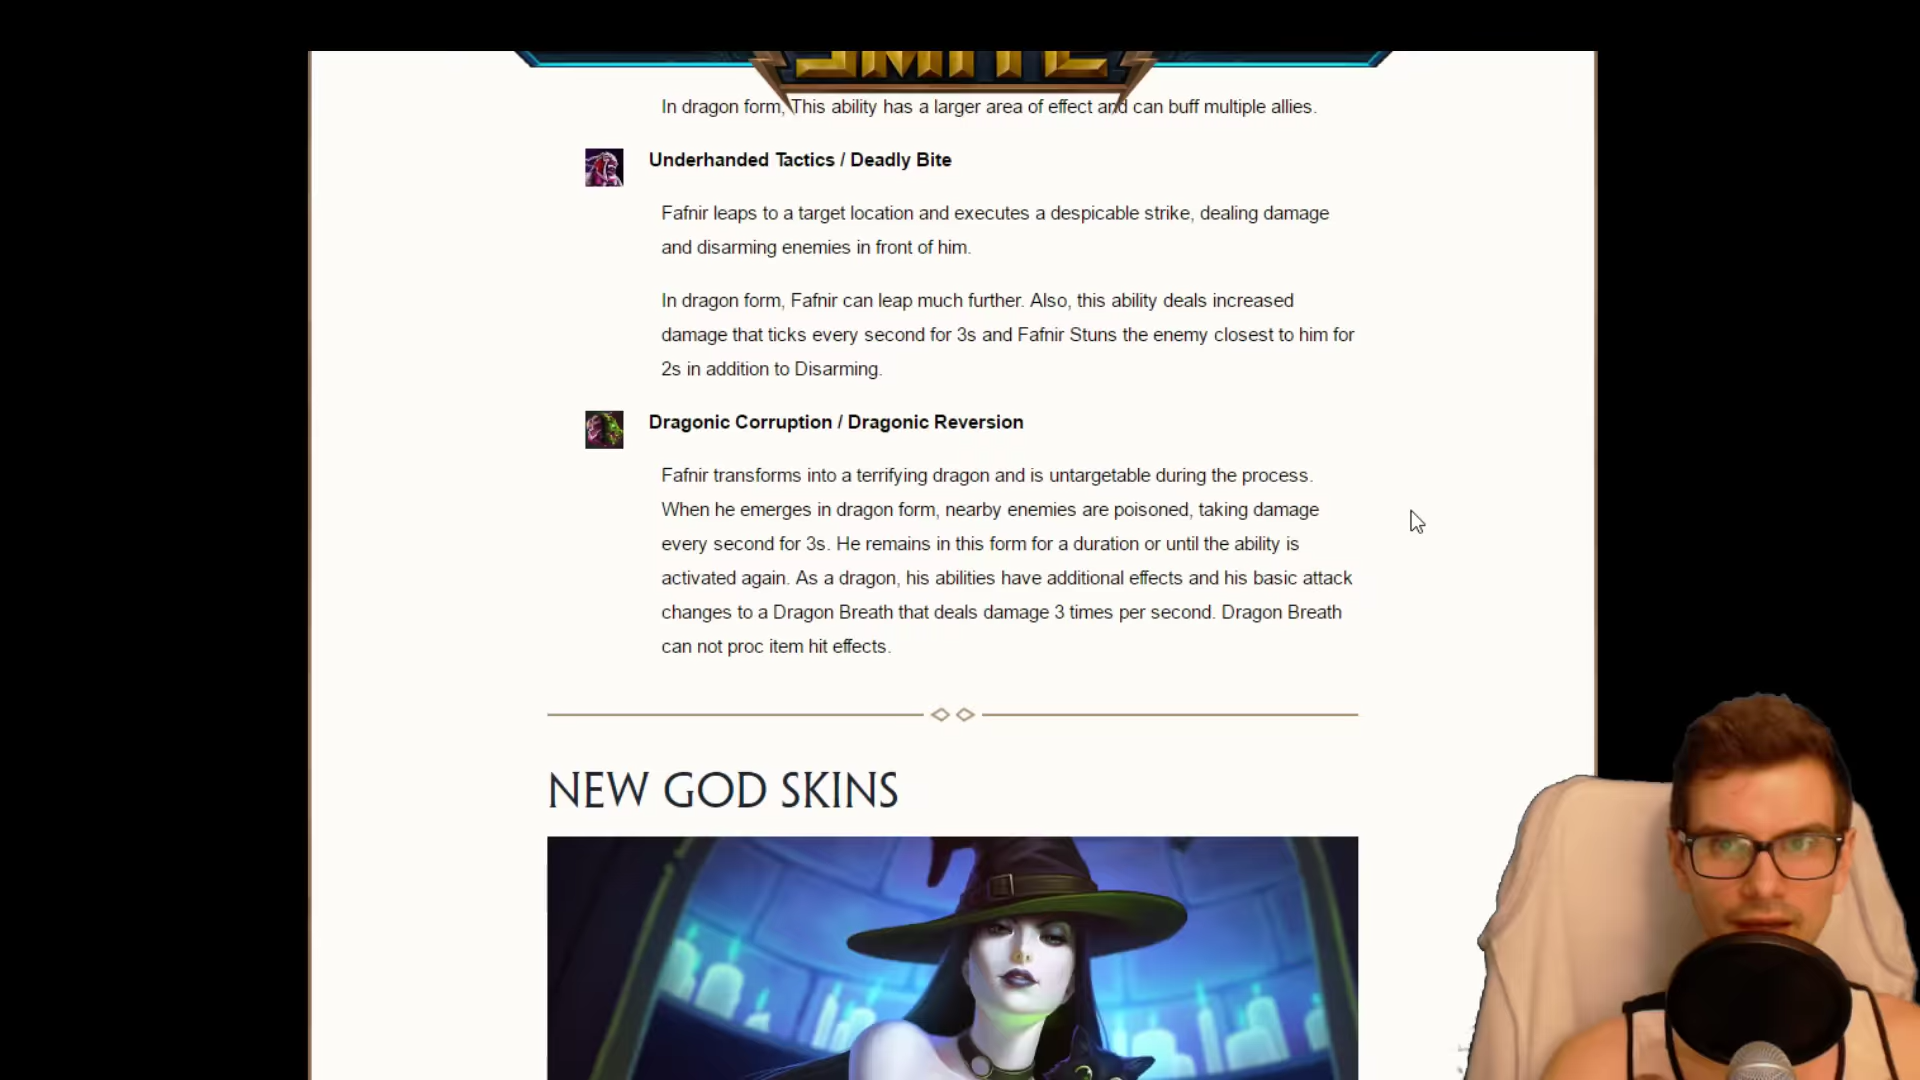 SMITE
In dragon form, This ability has a larger area of effect and can buff multiple allies.
Underhanded Tactics / Deadly Bite
Fafnir leaps to a target location and executes a despicable strike, dealing damage
and disarming enemies in front of him.
In dragon form, Fafnir can leap much further. Also, this ability deals increased
damage that ticks every second for 3s and Fafnir Stuns the enemy closest to him for
2s in addition to Disarming.
Dragonic Corruption / Dragonic Reversion
Fafnir transforms into a terrifying dragon and is untargetable during the process.
When he emerges in dragon form, nearby enemies are poisoned, taking damage
every second for 3s. He remains in this form for a duration or until the ability is
activated again. As a dragon, his abilities have additional effects and his basic attack
changes to a Dragon Breath that deals damage 3 times per second. Dragon Breath
can not proc item hit effects.
NEW GOD SKINS